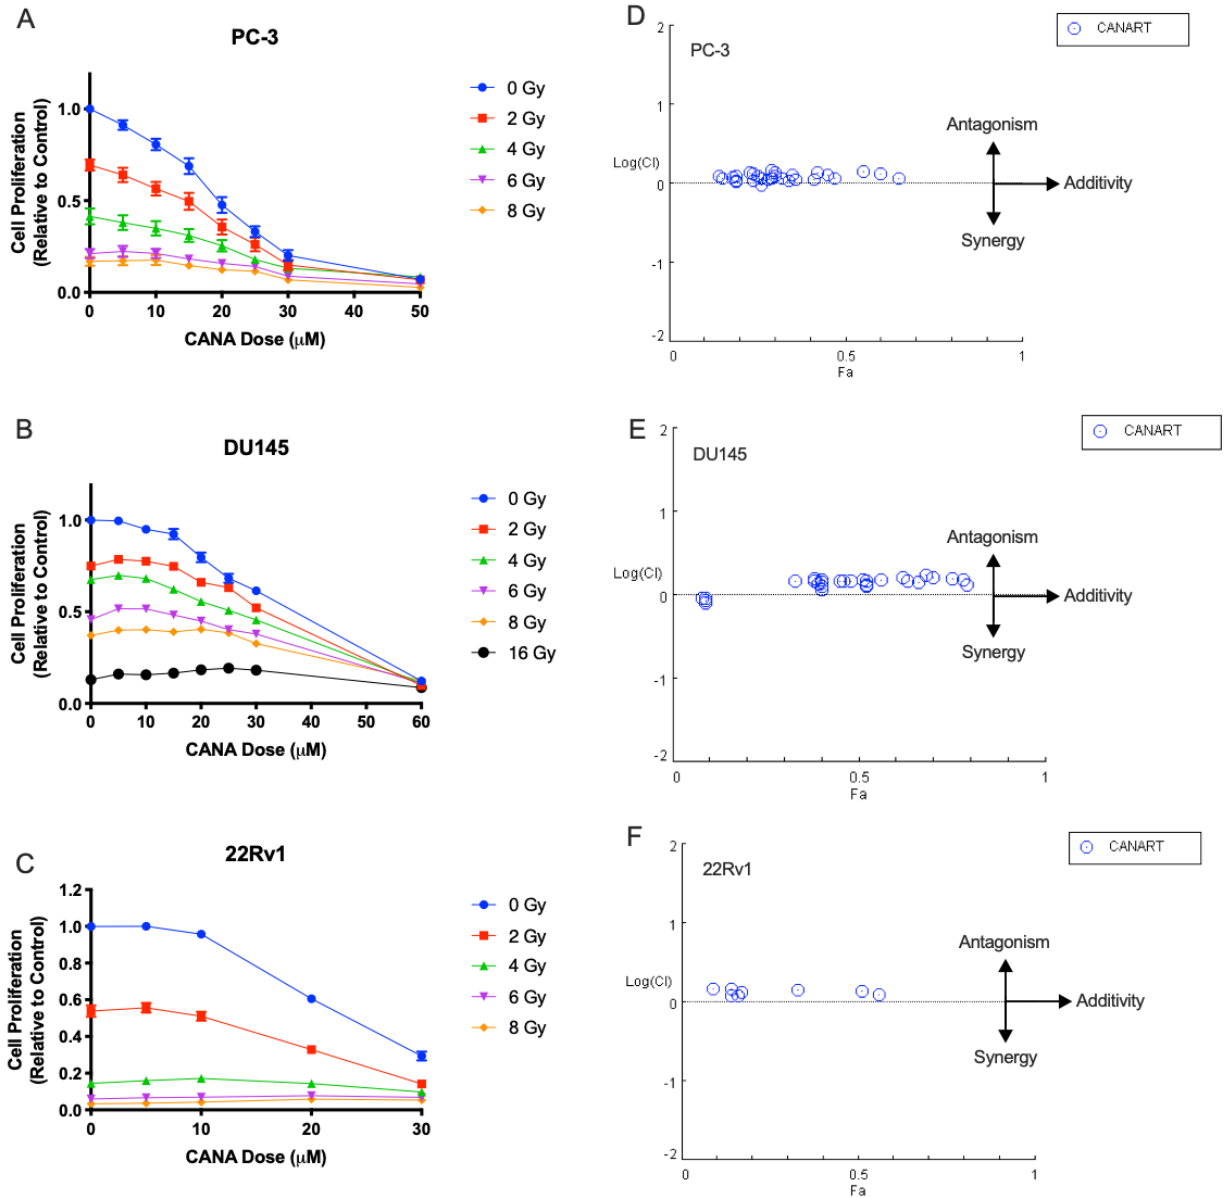 A
PC-3
Cell Proliferation
(Relative to Control)
1.0
0.5
0.0
0 10 20 30 40 50
CANA Dose (μM)
0 Gy
2 Gy
4 Gy
6 Gy
8 Gy
D
PC-3
CANART
2
1
Log(CI)
0
-1
-2
0 0.5 1
Fa
Antagonism
Additivity
Synergy
B
DU145
Cell Proliferation
(Relative to Control)
1.0
0.5
0.0
0 10 20 30 40 50 60
CANA Dose (μM)
0 Gy
2 Gy
4 Gy
6 Gy
8 Gy
16 Gy
E
DU145
CANART
2
1
Log(CI)
0
-1
-2
0 0.5 1
Fa
Antagonism
Additivity
Synergy
C
22Rv1
Cell Proliferation
(Relative to Control)
1.2
1.0
0.8
0.6
0.4
0.2
0.0
0 10 20 30
CANA Dose (μM)
0 Gy
2 Gy
4 Gy
6 Gy
8 Gy
F
22Rv1
CANART
2
1
Log(CI)
0
-1
-2
0 0.5 1
Fa
Antagonism
Additivity
Synergy